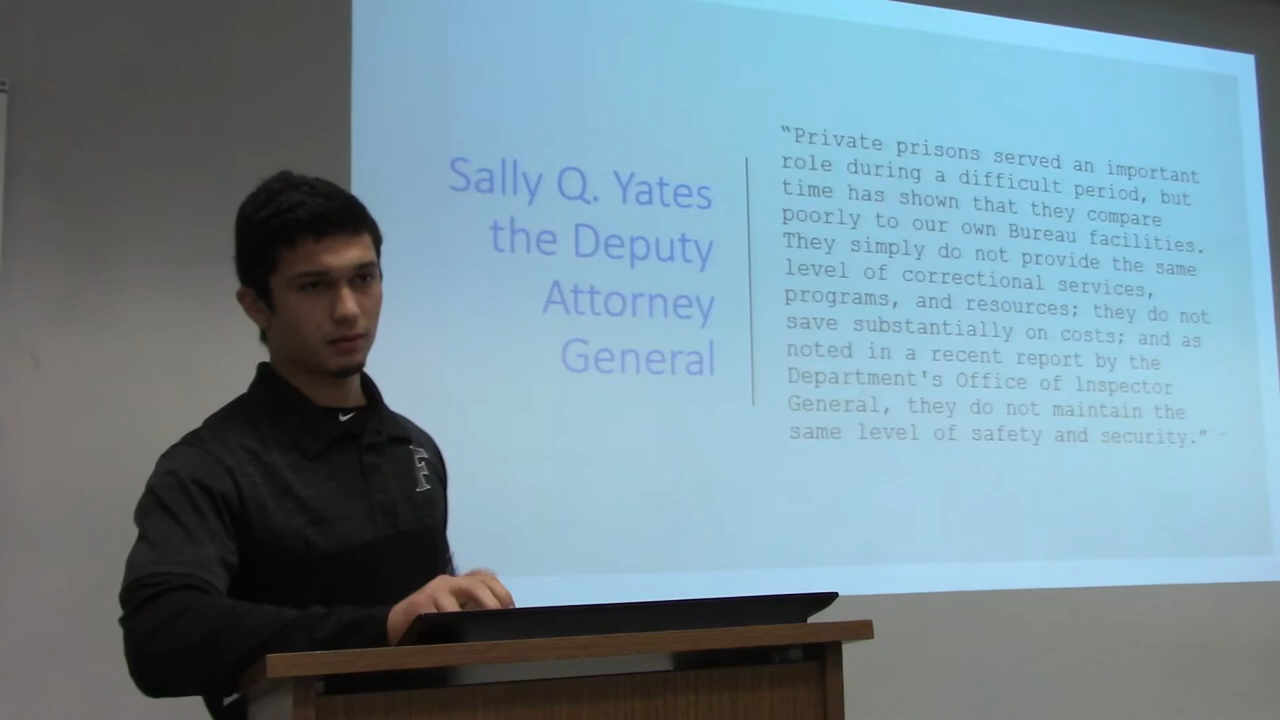 Sally Q. Yates
the Deputy
Attorney
General
“Private prisons served an important
role during a difficult period, but
time has shown that they compare
poorly to our own Bureau facilities.
They simply do not provide the same
level of correctional services,
programs, and resources; they do not
save substantially on costs; and as
noted in a recent report by the
Department's Office of Inspector
General, they do not maintain the
same level of safety and security.”
F